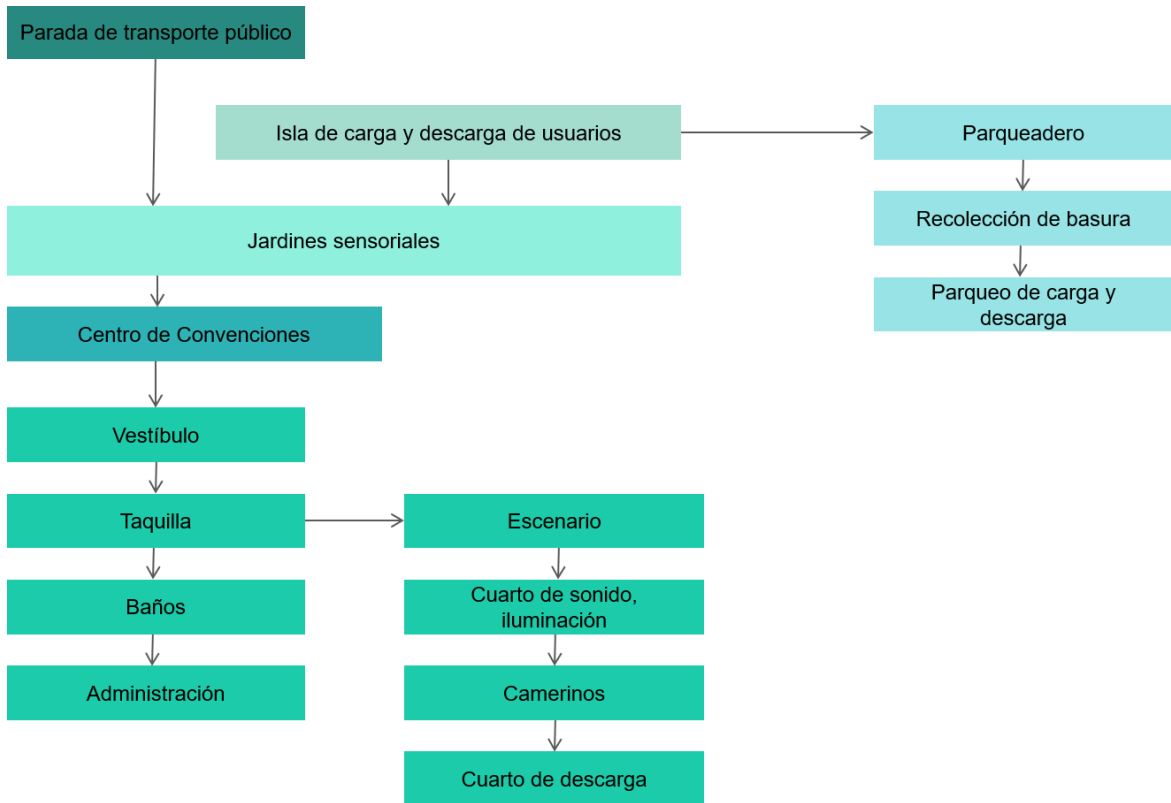 Parada de transporte público
Isla de carga y descarga de usuarios
Parqueadero
Recolección de basura
Parqueo de carga y
descarga
Jardines sensoriales
Centro de Convenciones
Vestíbulo
Taquilla
Baños
Administración
Escenario
Cuarto de sonido,
iluminación
Camerinos
Cuarto de descarga